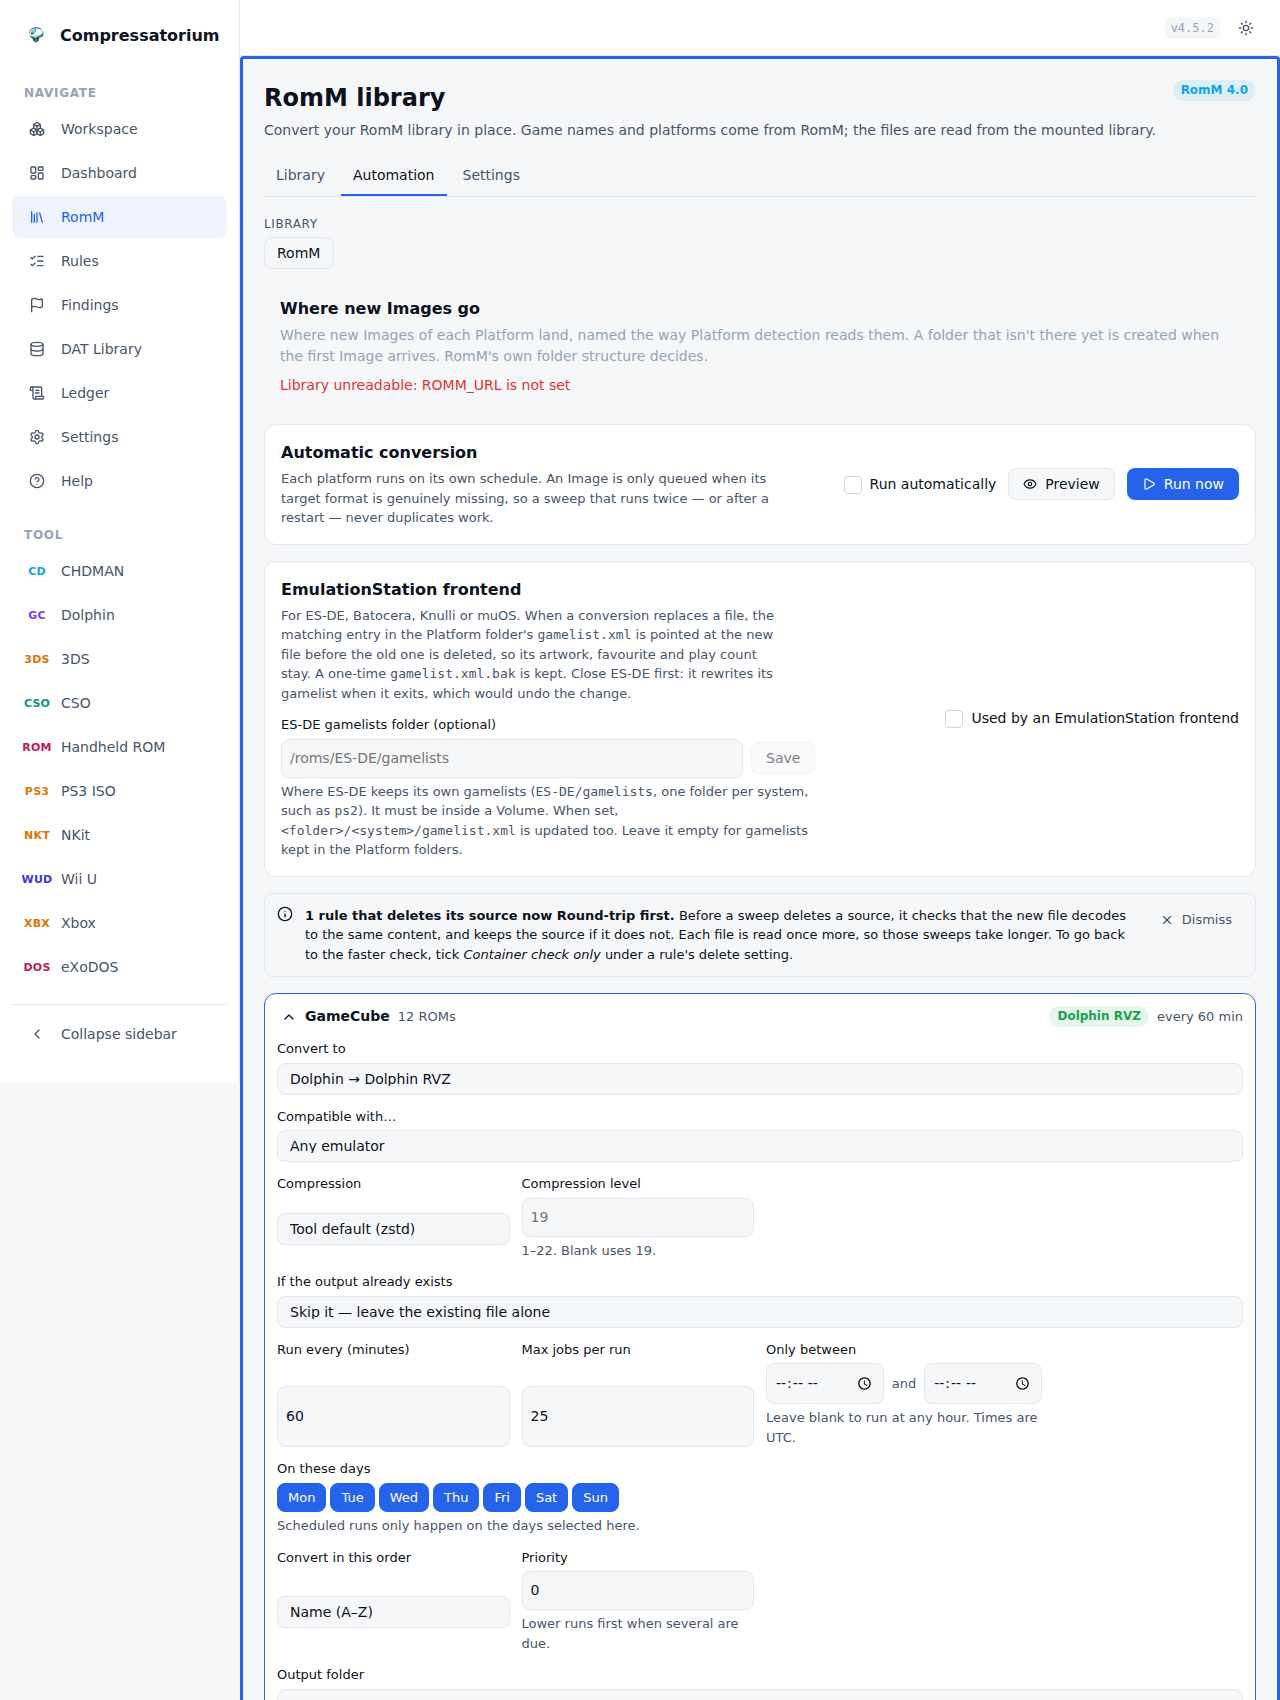 Compressatorium
v4.5.2
NAVIGATE
Workspace
Dashboard
RomM
Rules
Findings
DAT Library
Ledger
Settings
Help
TOOL
CD CHDMAN
GC Dolphin
3DS 3DS
CSO CSO
ROM Handheld ROM
PS3 PS3 ISO
NKT NKit
WUD Wii U
XBX Xbox
DOS eXoDOS
Collapse sidebar
RomM library
RomM 4.0
Convert your RomM library in place. Game names and platforms come from RomM; the files are read from the mounted library.
Library Automation Settings
LIBRARY
RomM
Where new Images go
Where new Images of each Platform land, named the way Platform detection reads them. A folder that isn't there yet is created when
the first Image arrives. RomM's own folder structure decides.
Library unreadable: ROMM_URL is not set
Automatic conversion
Each platform runs on its own schedule. An Image is only queued when its
target format is genuinely missing, so a sweep that runs twice — or after a
restart — never duplicates work.
Run automatically Preview Run now
EmulationStation frontend
For ES-DE, Batocera, Knulli or muOS. When a conversion replaces a file, the
matching entry in the Platform folder's gamelist.xml is pointed at the new
file before the old one is deleted, so its artwork, favourite and play count
stay. A one-time gamelist.xml.bak is kept. Close ES-DE first: it rewrites its
gamelist when it exits, which would undo the change.
ES-DE gamelists folder (optional)
/roms/ES-DE/gamelists Save
Where ES-DE keeps its own gamelists (ES-DE/gamelists, one folder per system,
such as ps2). It must be inside a Volume. When set,
<folder>/<system>/gamelist.xml is updated too. Leave it empty for gamelists
kept in the Platform folders.
Used by an EmulationStation frontend
1 rule that deletes its source now Round-trip first. Before a sweep deletes a source, it checks that the new file decodes
to the same content, and keeps the source if it does not. Each file is read once more, so those sweeps take longer. To go back
to the faster check, tick Container check only under a rule's delete setting.
Dismiss
GameCube 12 ROMs
Dolphin RVZ every 60 min
Convert to
Dolphin → Dolphin RVZ
Compatible with…
Any emulator
Compression Compression level
Tool default (zstd) 19
1–22. Blank uses 19.
If the output already exists
Skip it — leave the existing file alone
Run every (minutes) Max jobs per run Only between
60 25 --:-- -- and --:-- --
Leave blank to run at any hour. Times are
UTC.
On these days
Mon Tue Wed Thu Fri Sat Sun
Scheduled runs only happen on the days selected here.
Convert in this order Priority
Name (A–Z) 0
Lower runs first when several are
due.
Output folder